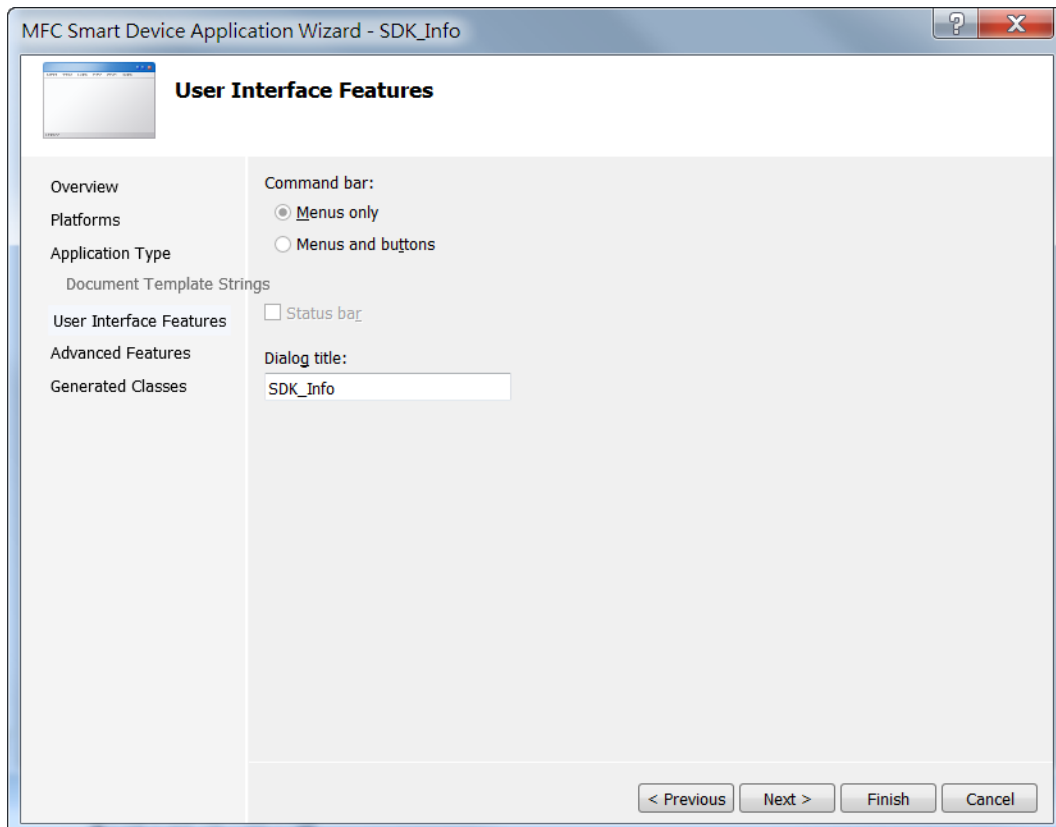 MFC Smart Device Application Wizard - SDK_Info
User Interface Features
Overview
Platforms
Application Type
Document Template Strings
User Interface Features
Advanced Features
Generated Classes
Command bar:
Menus only
Menus and buttons
Status bar
Dialog title:
SDK_Info
< Previous
Next >
Finish
Cancel